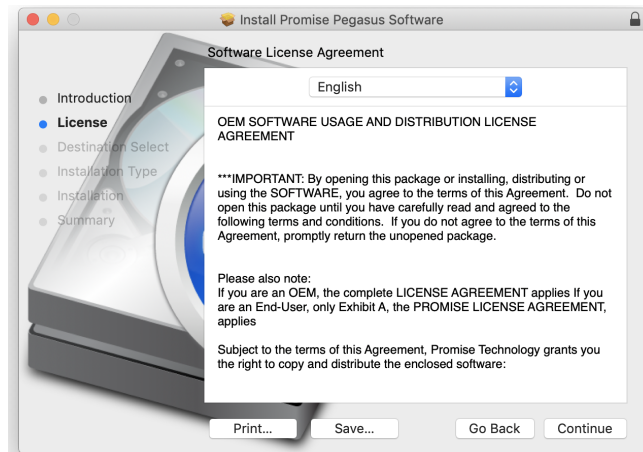 Install Promise Pegasus Software
Software License Agreement
Introduction
License
Destination Select
Installation Type
Installation
Summary
English
OEM SOFTWARE USAGE AND DISTRIBUTION LICENSE
AGREEMENT
***IMPORTANT: By opening this package or installing, distributing or
using the SOFTWARE, you agree to the terms of this Agreement.  Do not
open this package until you have carefully read and agreed to the
following terms and conditions.  If you do not agree to the terms of this
Agreement, promptly return the unopened package.
Please also note:
If you are an OEM, the complete LICENSE AGREEMENT applies If you
are an End-User, only Exhibit A, the PROMISE LICENSE AGREEMENT,
applies
Subject to the terms of this Agreement, Promise Technology grants you
the right to copy and distribute the enclosed software:
Print...
Save...
Go Back
Continue